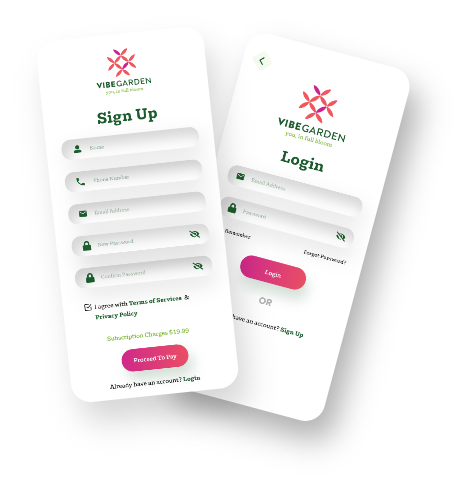 VIBEGARDEN
you, in full bloom
Sign Up
Name
Phone Number
Email Address
New Password
Confirm Password
I agree with Terms of Services &
Privacy Policy
Subscription Charges $19.99
Proceed To Pay
Already have an account? Login
VIBEGARDEN
you, in full bloom
Login
Email Address
Password
Remember
Forgot Password?
Login
OR
have an account? Sign Up